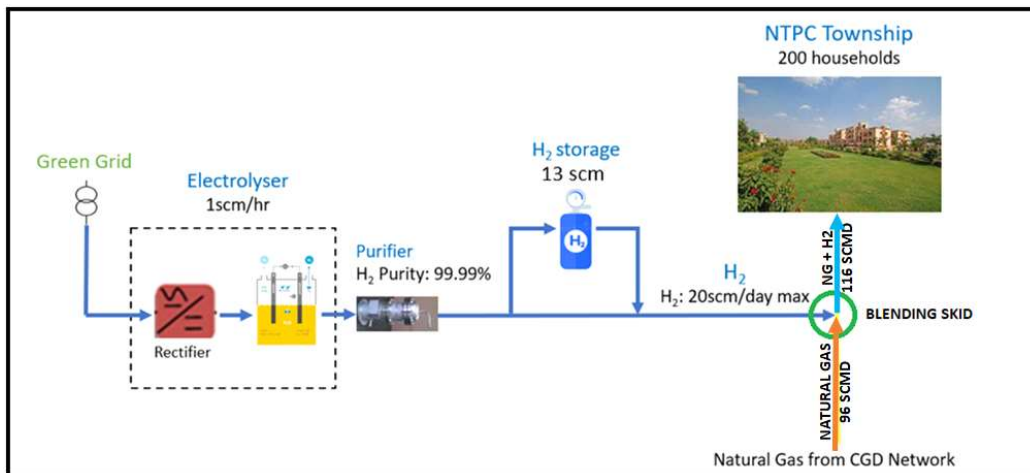 NTPC Township
200 households
Green Grid
Electrolyser
1scm/hr
Rectifier
Purifier
H₂ Purity: 99.99%
H₂ storage
13 scm
H₂
H₂
H₂: 20scm/day max
NG + H2
116 SCMD
BLENDING SKID
NATURAL GAS
96 SCMD
Natural Gas from CGD Network